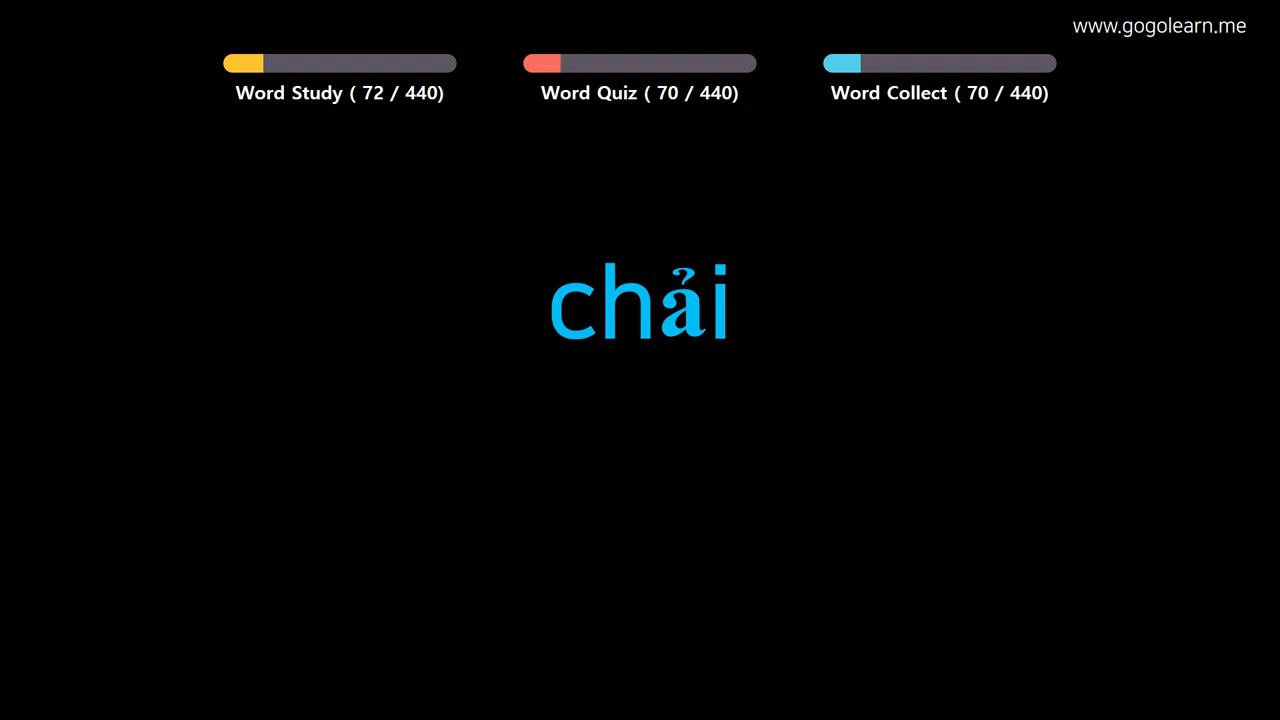 www.gogolearn.me
Word Study ( 72 / 440)
Word Quiz ( 70 / 440)
Word Collect ( 70 / 440)
chải